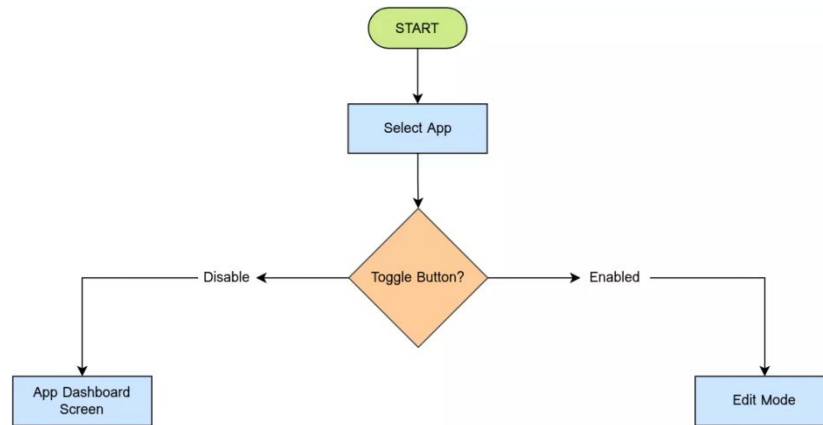 START
Select App
Toggle Button?
Disable
Enabled
App Dashboard
Screen
Edit Mode